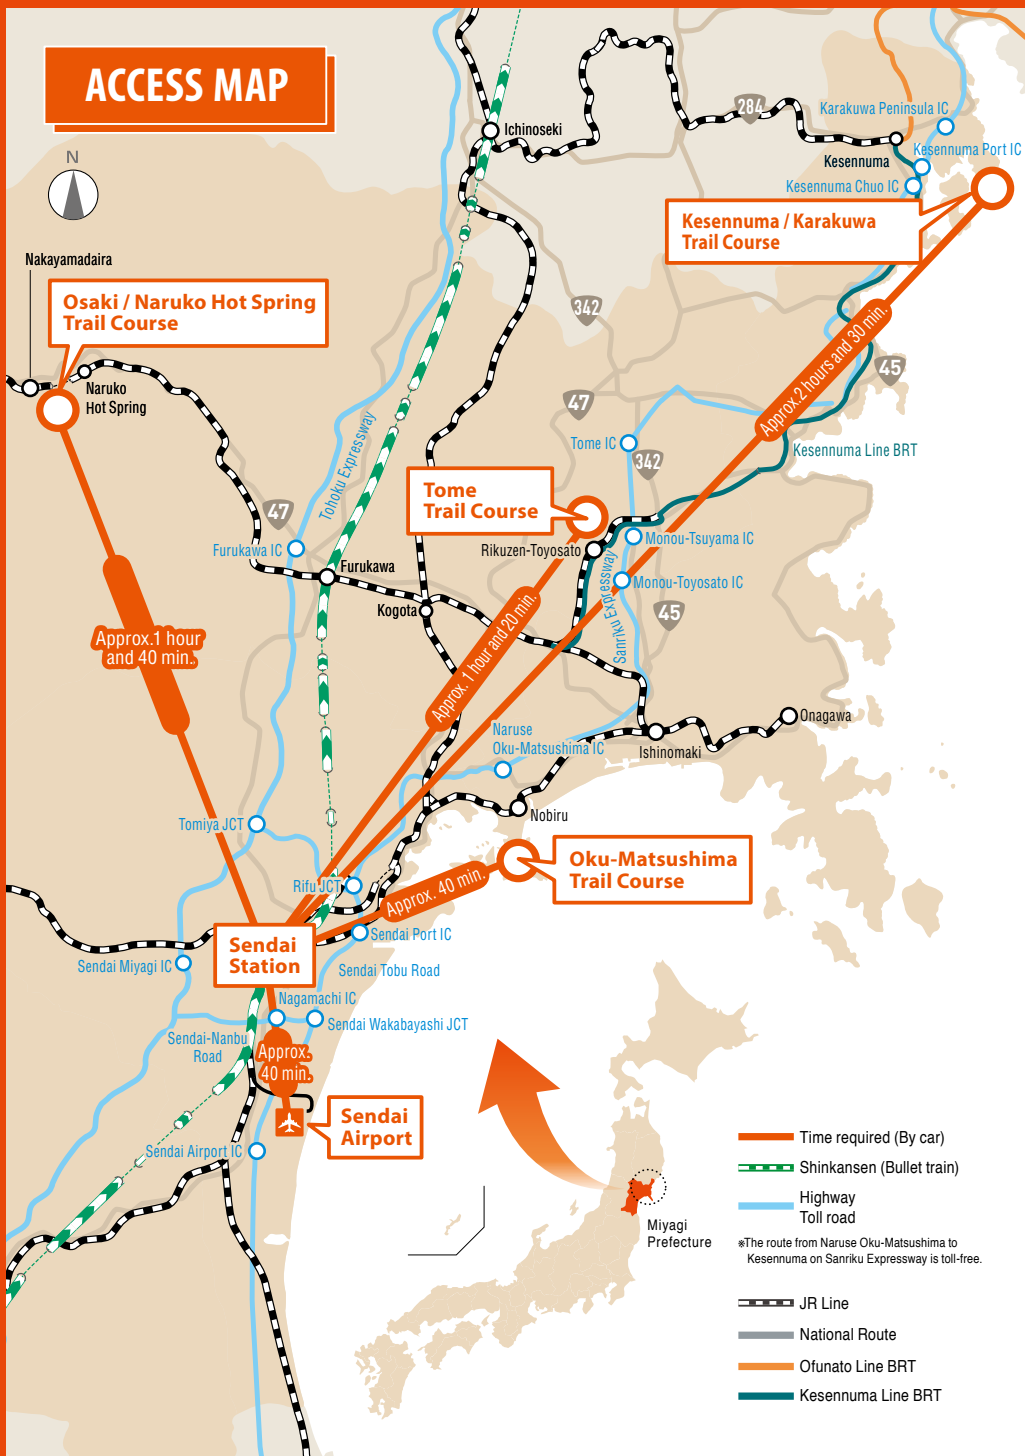 ACCESS MAP
N
Ichinoseki
284
Karakuwa Peninsula IC
Kesennuma
Kesennuma Port IC
Kesennuma Chuo IC
Kesennuma / Karakuwa
Trail Course
Nakayamadaira
Osaki / Naruko Hot Spring
Trail Course
Naruko
Hot Spring
342
Approx.2 hours and 30 min.
45
47
Tohoku Expressway
Tome IC
342
Kesennuma Line BRT
Tome
Trail Course
47
Furukawa IC
Rikuzen-Toyosato
Monou-Tsuyama IC
Furukawa
Monou-Toyosato IC
Kogota
Sanriku Expressway
45
Approx.1 hour
and 40 min.
Approx. 1 hour and 20 min.
Onagawa
Naruse
Oku-Matsushima IC
Ishinomaki
Nobiru
Tomiya JCT
Oku-Matsushima
Trail Course
Rifu JCT
Approx. 40 min.
Sendai
Station
Sendai Port IC
Sendai Miyagi IC
Sendai Tobu Road
Nagamachi IC
Sendai Wakabayashi JCT
Sendai-Nanbu
Road
Approx.
40 min.
Sendai
Airport
Sendai Airport IC
Miyagi
Prefecture
Time required (By car)
Shinkansen (Bullet train)
Highway
Toll road
※The route from Naruse Oku-Matsushima to
Kesennuma on Sanriku Expressway is toll-free.
JR Line
National Route
Ofunato Line BRT
Kesennuma Line BRT